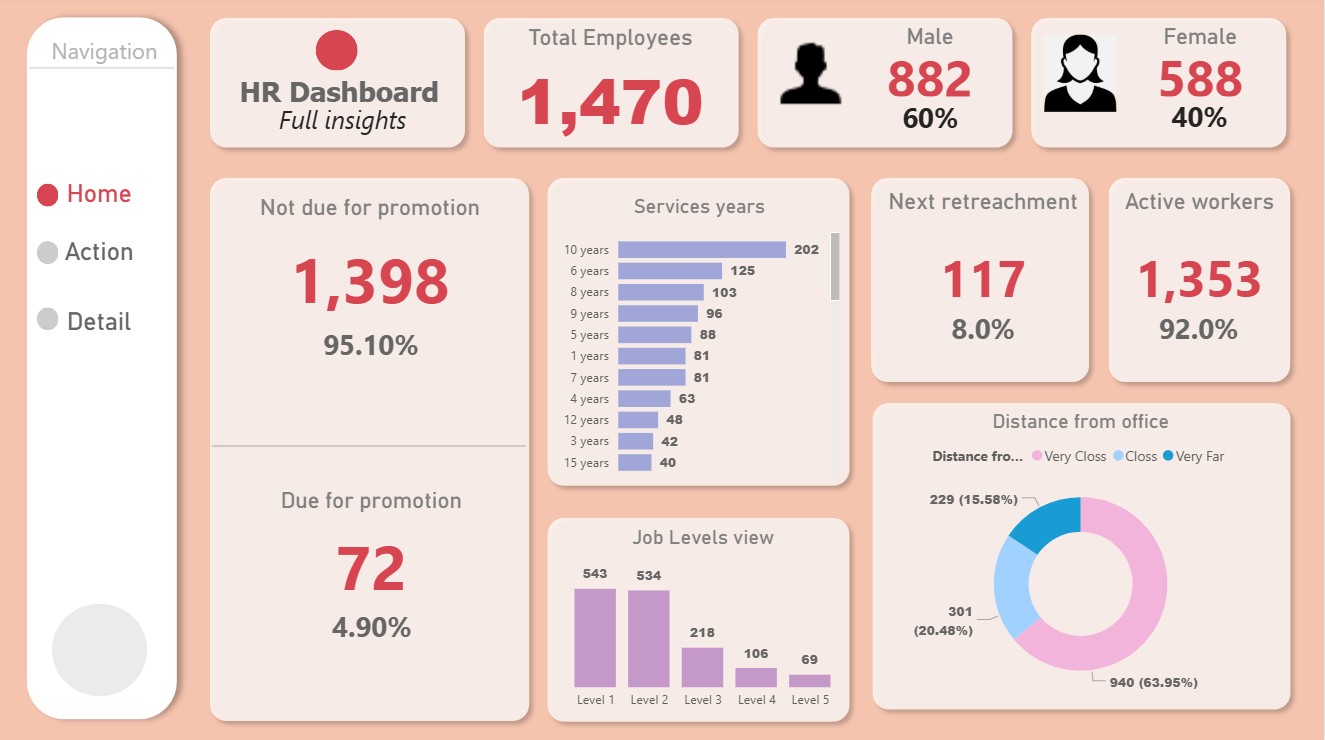 Navigation
Home
Action
Detail
HR Dashboard
Full insights
Total Employees
1,470
Male
882
60%
Female
588
40%
Not due for promotion
1,398
95.10%
Due for promotion
72
4.90%
Services years
10 years 202
6 years 125
8 years 103
9 years 96
5 years 88
1 years 81
7 years 81
4 years 63
12 years 48
3 years 42
15 years 40
Job Levels view
543 534 218 106 69
Level 1 Level 2 Level 3 Level 4 Level 5
Next retreachment
117
8.0%
Active workers
1,353
92.0%
Distance from office
Distance fro... Very Closs Closs Very Far
229 (15.58%)
301
(20.48%)
940 (63.95%)